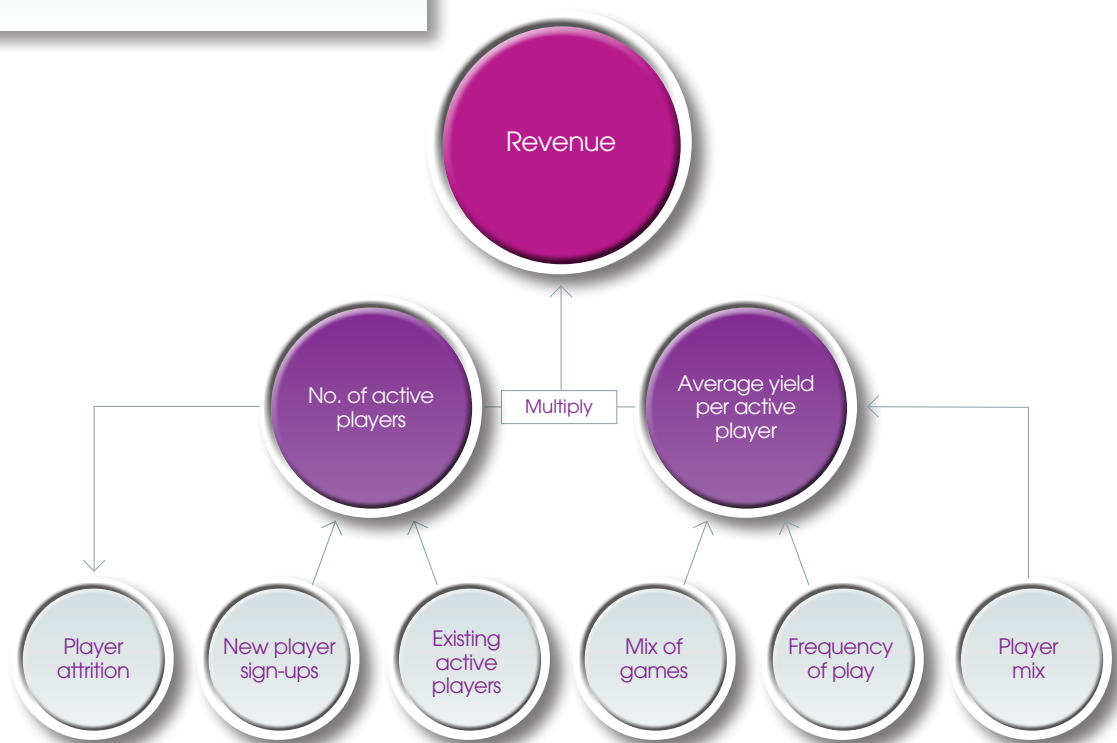 Revenue
No. of active
players
Multiply
Average yield
per active
player
Player
attrition
New player
sign-ups
Existing
active
players
Mix of
games
Frequency
of play
Player
mix